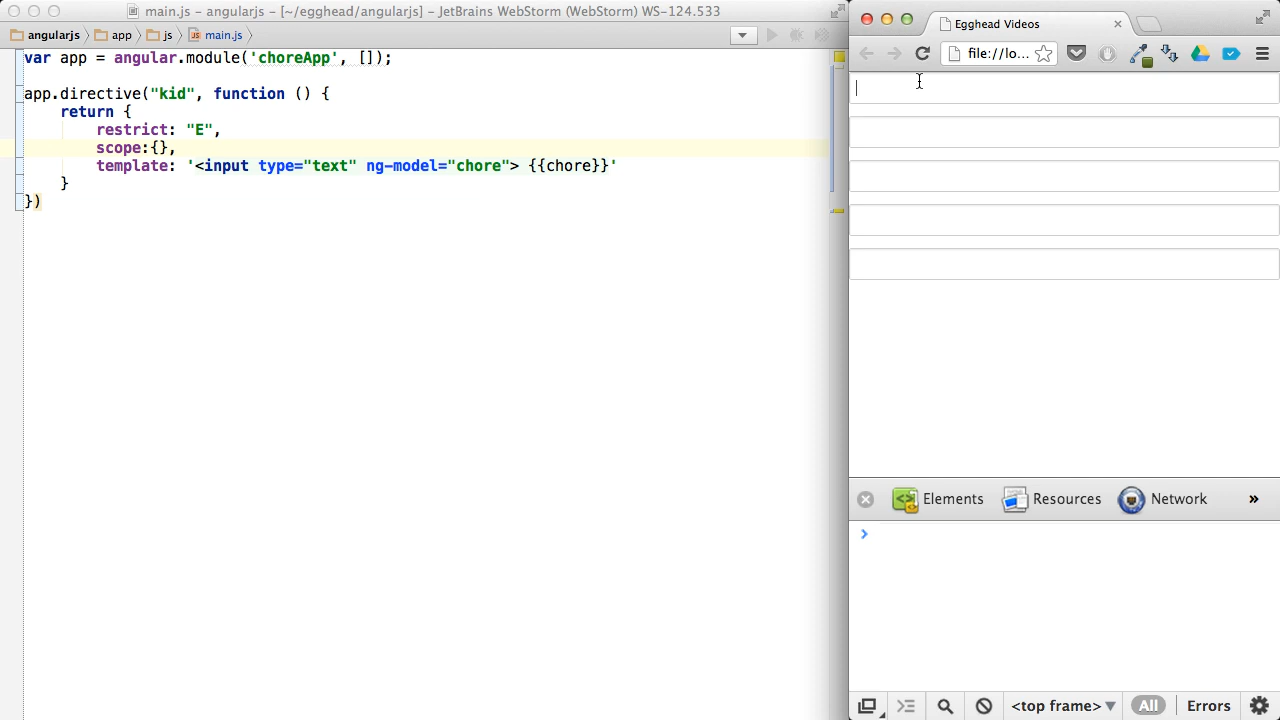 main.js – angularjs – [~/egghead/angularjs] – JetBrains WebStorm (WebStorm) WS-124.533
angularjs app js main.js
var app = angular.module('choreApp', []);
app.directive("kid", function () {
return {
restrict: "E",
scope:{},
template: '<input type="text" ng-model="chore"> {{chore}}'
}
})
Egghead Videos
file://lo...
Elements Resources Network »
<top frame> All Errors